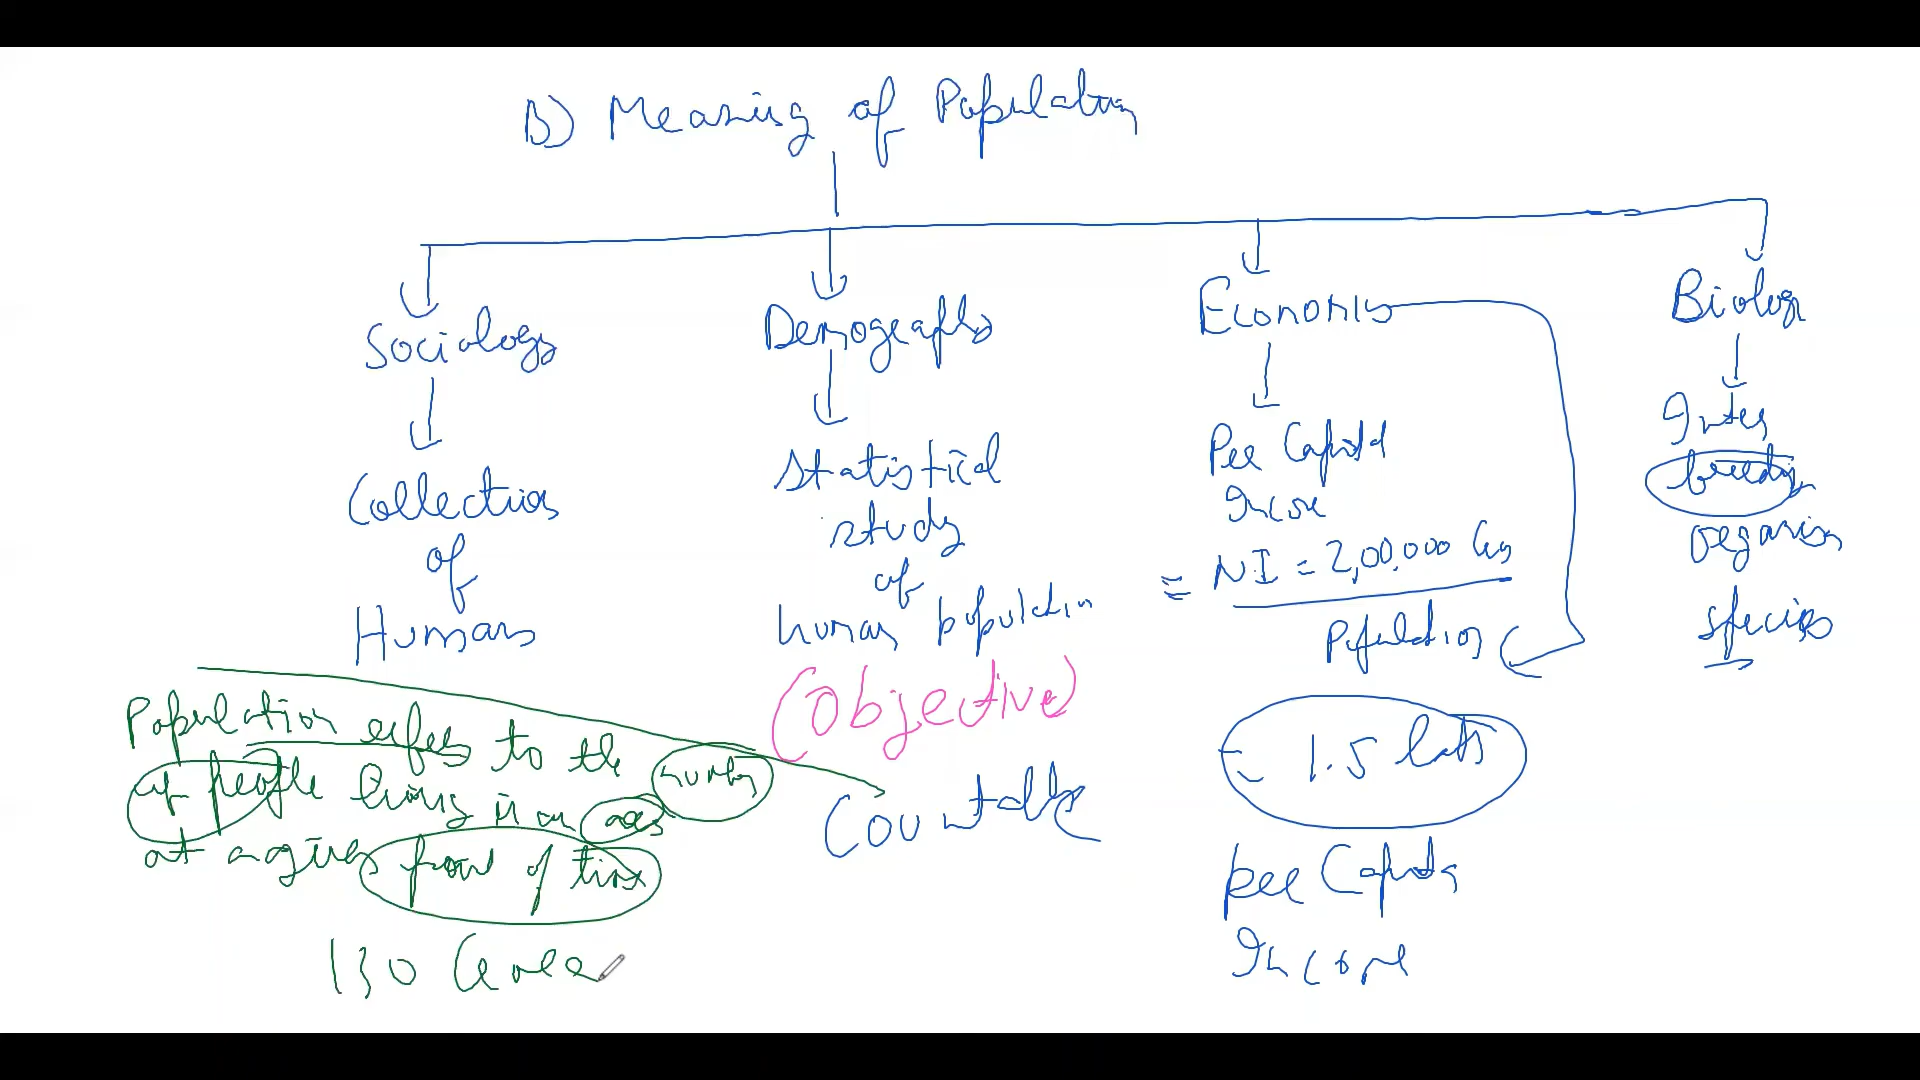 B) Meaning of Population
Sociology
Demography
Economics
Biology
Collection
of
Humans
Statistical
study
of
human population
(Objective)
Countable
Per Capita
Income
= NI = 2,00,000
Population
= 1.5 lakh
per Capita
Income
Inter
breeding
organism
species
Population refers to the number
of people living in an area
at a given point of time
130